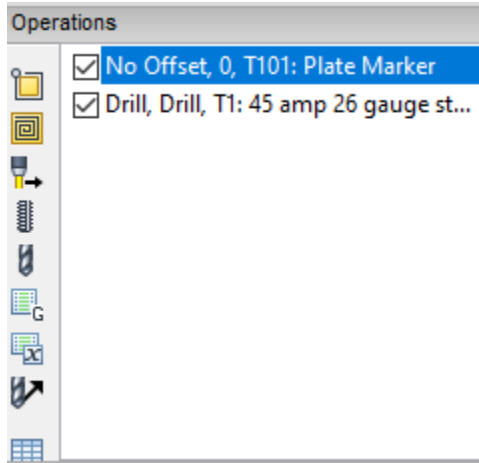 Operations
No Offset, 0, T101: Plate Marker
Drill, Drill, T1: 45 amp 26 gauge st...
G
x